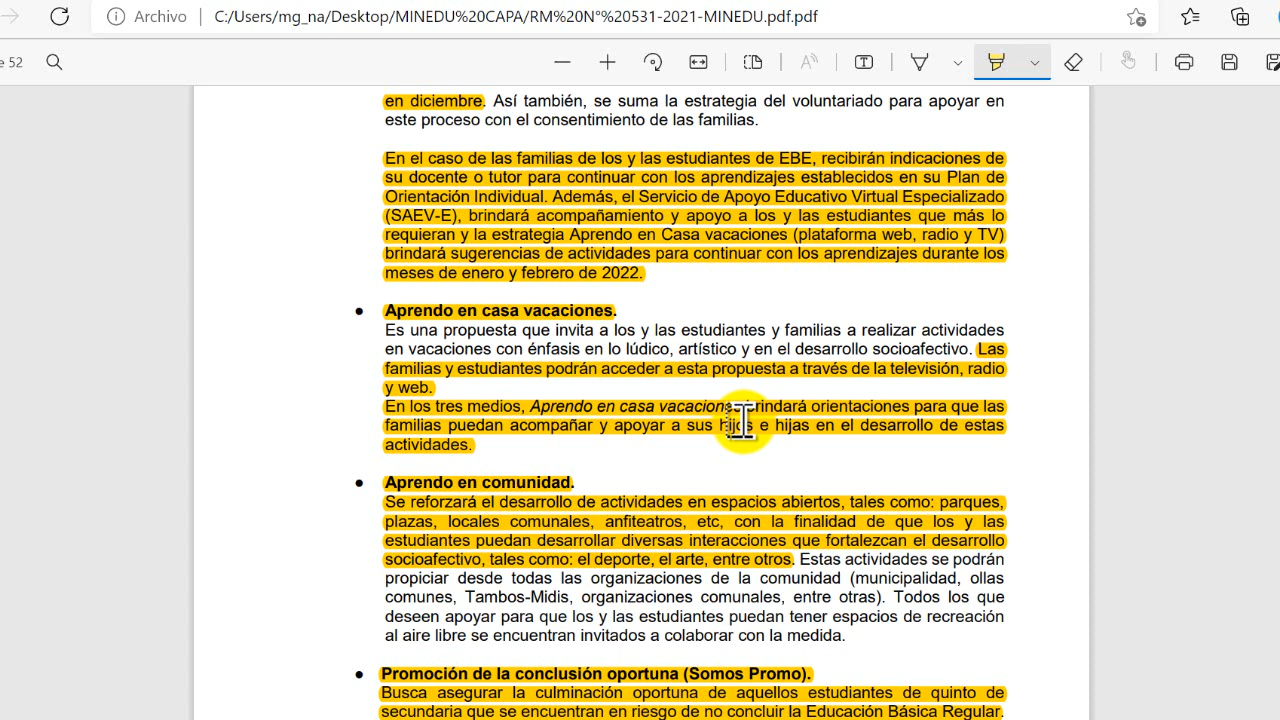 Archivo | C:/Users/mg_na/Desktop/MINEDU%20CAPA/RM%20N°%20531-2021-MINEDU.pdf.pdf
e 52
en diciembre. Así también, se suma la estrategia del voluntariado para apoyar en
este proceso con el consentimiento de las familias.
En el caso de las familias de los y las estudiantes de EBE, recibirán indicaciones de
su docente o tutor para continuar con los aprendizajes establecidos en su Plan de
Orientación Individual. Además, el Servicio de Apoyo Educativo Virtual Especializado
(SAEV-E), brindará acompañamiento y apoyo a los y las estudiantes que más lo
requieran y la estrategia Aprendo en Casa vacaciones (plataforma web, radio y TV)
brindará sugerencias de actividades para continuar con los aprendizajes durante los
meses de enero y febrero de 2022.
● Aprendo en casa vacaciones.
Es una propuesta que invita a los y las estudiantes y familias a realizar actividades
en vacaciones con énfasis en lo lúdico, artístico y en el desarrollo socioafectivo. Las
familias y estudiantes podrán acceder a esta propuesta a través de la televisión, radio
y web.
En los tres medios, Aprendo en casa vacaciones brindará orientaciones para que las
familias puedan acompañar y apoyar a sus hijos e hijas en el desarrollo de estas
actividades.
● Aprendo en comunidad.
Se reforzará el desarrollo de actividades en espacios abiertos, tales como: parques,
plazas, locales comunales, anfiteatros, etc, con la finalidad de que los y las
estudiantes puedan desarrollar diversas interacciones que fortalezcan el desarrollo
socioafectivo, tales como: el deporte, el arte, entre otros. Estas actividades se podrán
propiciar desde todas las organizaciones de la comunidad (municipalidad, ollas
comunes, Tambos-Midis, organizaciones comunales, entre otras). Todos los que
deseen apoyar para que los y las estudiantes puedan tener espacios de recreación
al aire libre se encuentran invitados a colaborar con la medida.
● Promoción de la conclusión oportuna (Somos Promo).
Busca asegurar la culminación oportuna de aquellos estudiantes de quinto de
secundaria que se encuentran en riesgo de no concluir la Educación Básica Regular.